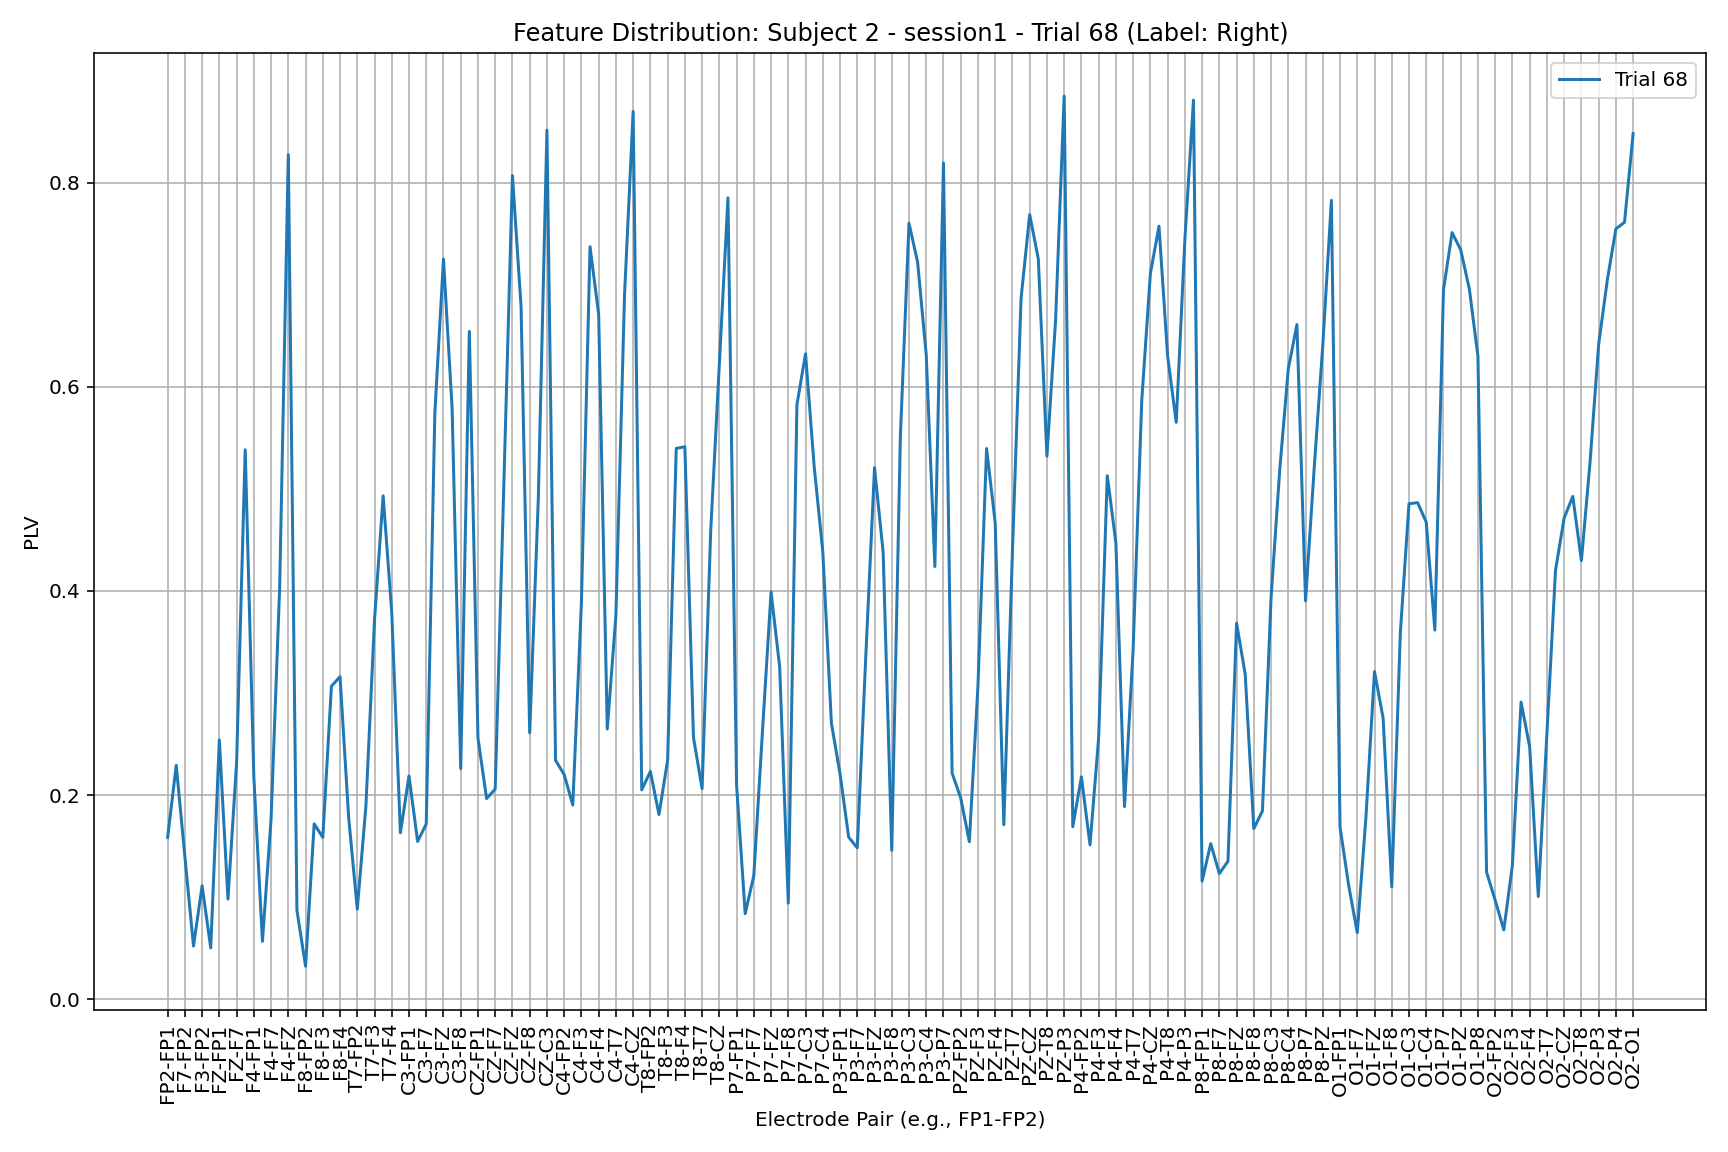 Feature Distribution: Subject 2 - session1 - Trial 68 (Label: Right)
Trial 68
PLV
0.8
0.6
0.4
0.2
0.0
FP2-FP1
F7-FP2
F3-FP2
FZ-FP1
FZ-F7
F4-FP1
F4-F7
F4-FZ
F8-FP2
F8-F3
F8-F4
T7-FP2
T7-F3
T7-F4
C3-FP1
C3-F7
C3-FZ
C3-F8
CZ-FP1
CZ-F7
CZ-FZ
CZ-F8
CZ-C3
C4-FP2
C4-F3
C4-F4
C4-T7
C4-CZ
T8-FP2
T8-F3
T8-F4
T8-T7
T8-CZ
P7-FP1
P7-F7
P7-FZ
P7-F8
P7-C3
P7-C4
P3-FP1
P3-F7
P3-FZ
P3-F8
P3-C3
P3-C4
P3-P7
PZ-FP2
PZ-F3
PZ-F4
PZ-T7
PZ-CZ
PZ-T8
PZ-P3
P4-FP2
P4-F3
P4-F4
P4-T7
P4-CZ
P4-T8
P4-P3
P8-FP1
P8-F7
P8-FZ
P8-F8
P8-C3
P8-C4
P8-P7
P8-PZ
O1-FP1
O1-F7
O1-FZ
O1-F8
O1-C3
O1-C4
O1-P7
O1-PZ
O1-P8
O2-FP2
O2-F3
O2-F4
O2-T7
O2-CZ
O2-T8
O2-P3
O2-P4
O2-O1
Electrode Pair (e.g., FP1-FP2)